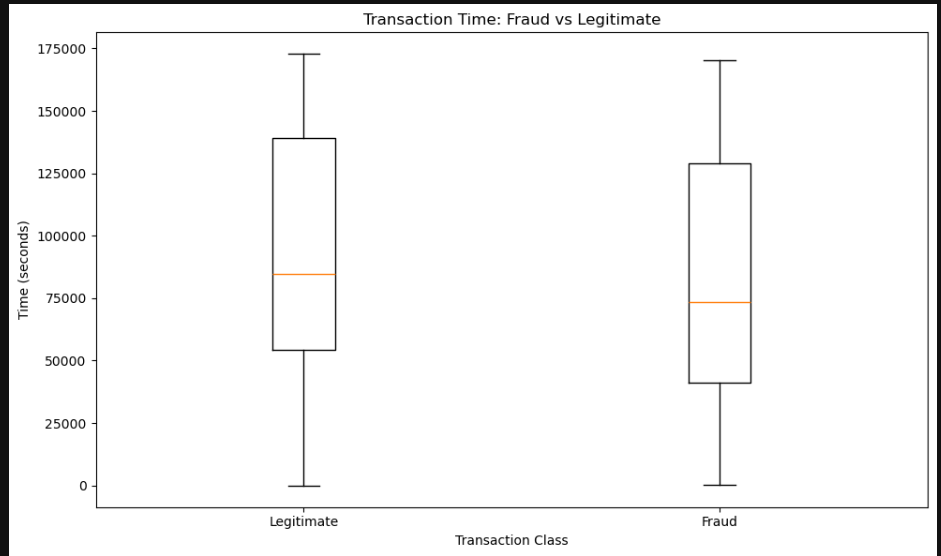 Transaction Time: Fraud vs Legitimate
175000
150000
125000
100000
75000
50000
25000
0
Time (seconds)
Legitimate
Fraud
Transaction Class